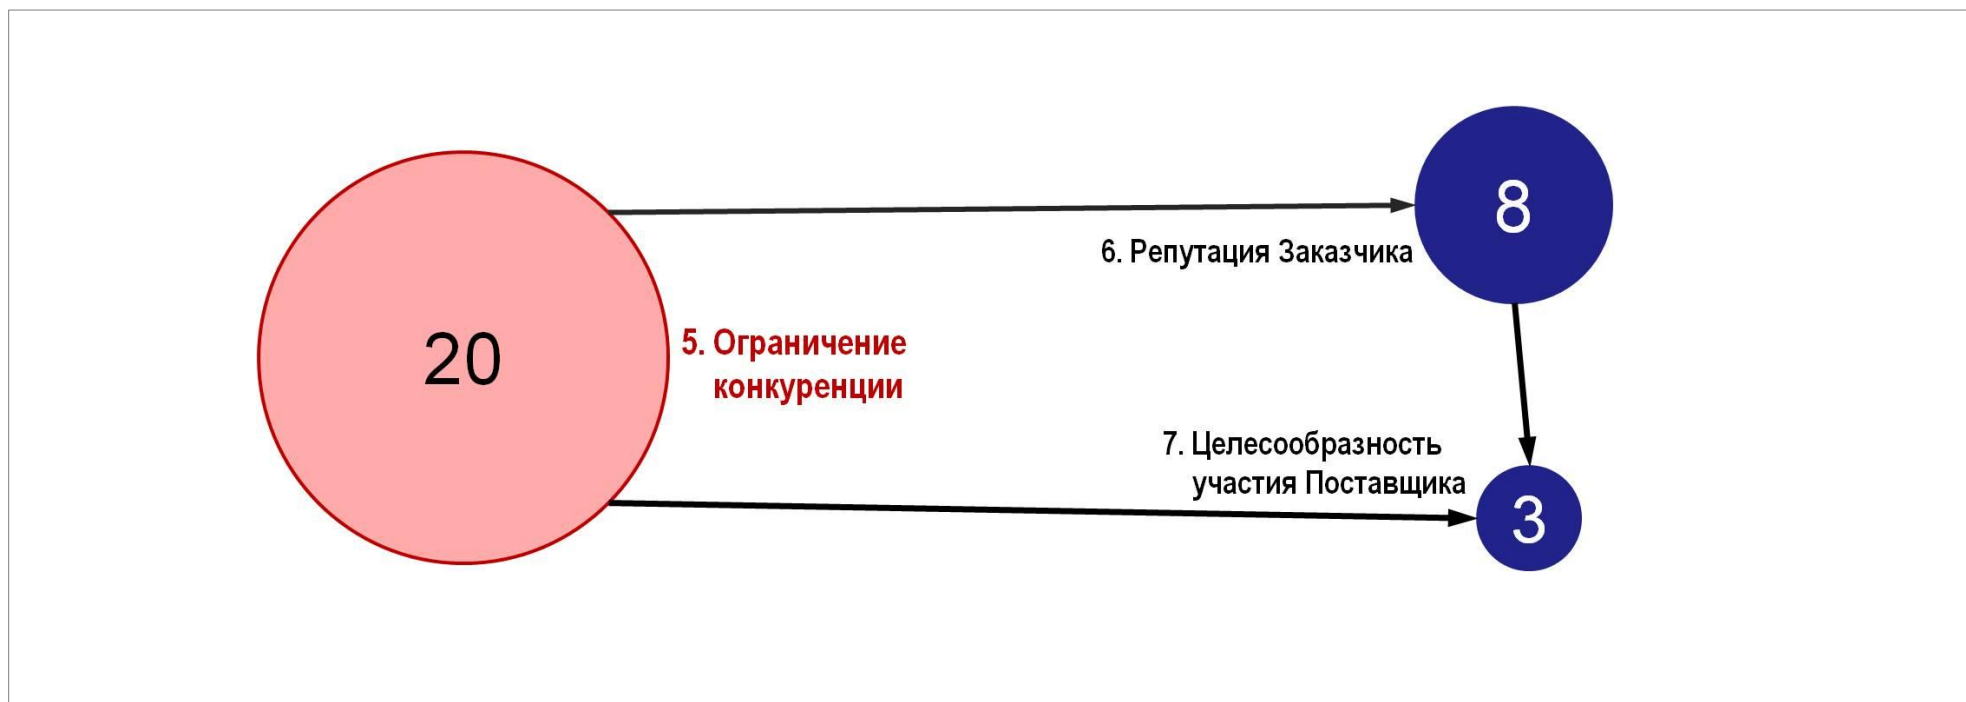 8
6. Репутация Заказчика
20
5. Ограничение
конкуренции
7. Целесообразность
участия Поставщика
3